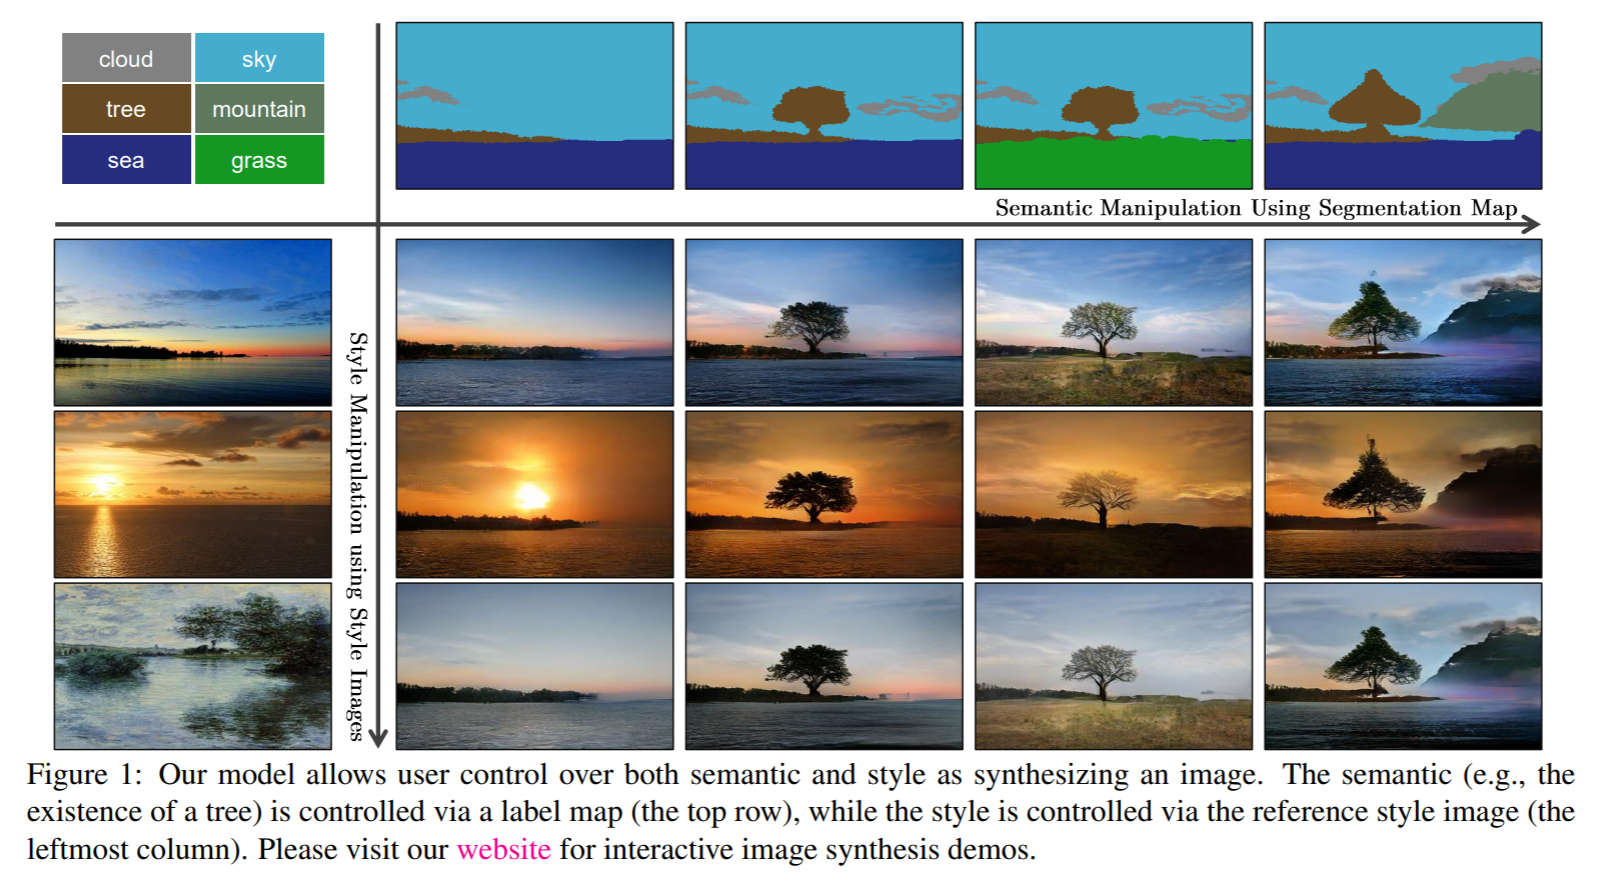 cloud
sky
tree
mountain
sea
grass
Semantic Manipulation Using Segmentation Map
Style Manipulation using Style Images
Figure 1: Our model allows user control over both semantic and style as synthesizing an image. The semantic (e.g., the
existence of a tree) is controlled via a label map (the top row), while the style is controlled via the reference style image (the
leftmost column). Please visit our website for interactive image synthesis demos.